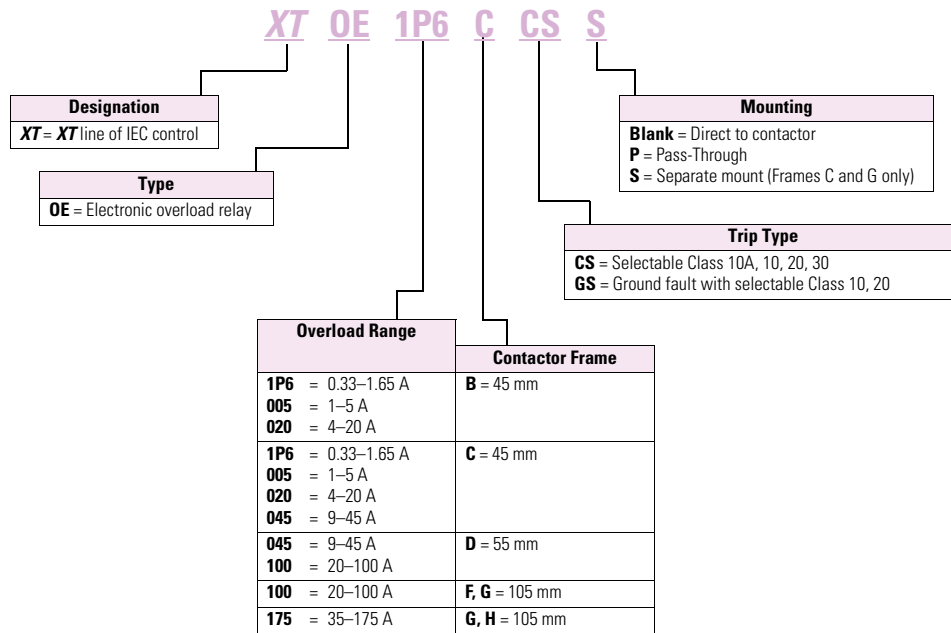 XT OE 1P6 C CS S
Designation
XT = XT line of IEC control
Type
OE = Electronic overload relay
Mounting
Blank = Direct to contactor
P = Pass-Through
S = Separate mount (Frames C and G only)
Trip Type
CS = Selectable Class 10A, 10, 20, 30
GS = Ground fault with selectable Class 10, 20
Overload Range
Contactor Frame
1P6 = 0.33–1.65 A B = 45 mm
005 = 1–5 A
020 = 4–20 A
1P6 = 0.33–1.65 A C = 45 mm
005 = 1–5 A
020 = 4–20 A
045 = 9–45 A
045 = 9–45 A D = 55 mm
100 = 20–100 A
100 = 20–100 A F, G = 105 mm
175 = 35–175 A G, H = 105 mm